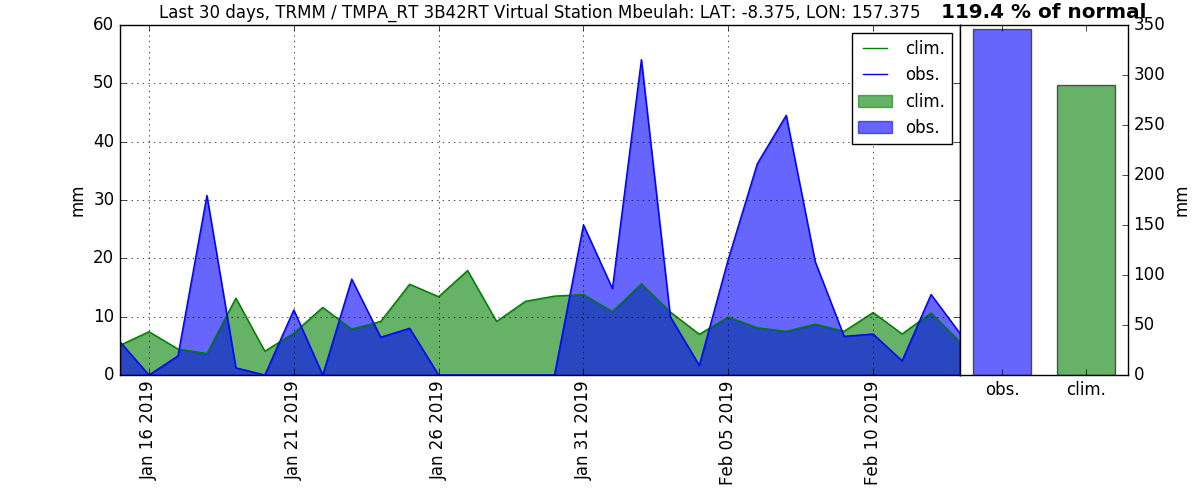 Last 30 days, TRMM / TMPA_RT 3B42RT Virtual Station Mbeulah: LAT: -8.375, LON: 157.375
119.4 % of normal
60
50
40
30
20
10
0
mm
clim.
obs.
clim.
obs.
350
300
250
200
150
100
50
0
mm
Jan 16 2019
Jan 21 2019
Jan 26 2019
Jan 31 2019
Feb 05 2019
Feb 10 2019
obs.
clim.